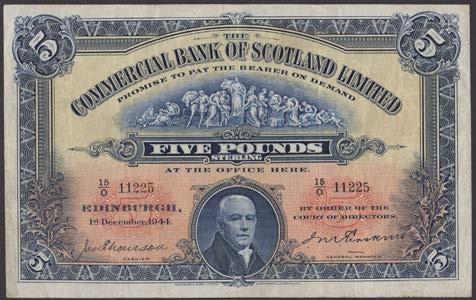 5 THE 5
COMMERCIAL BANK OF SCOTLAND LIMITED
PROMISE TO PAY THE BEARER ON DEMAND
FIVE POUNDS
STERLING
AT THE OFFICE HERE.
15/O 11225 15/O 11225
EDINBURGH, BY ORDER OF THE
1st December, 1944. COURT OF DIRECTORS.
CASHIER GENERAL MANAGER
5 5